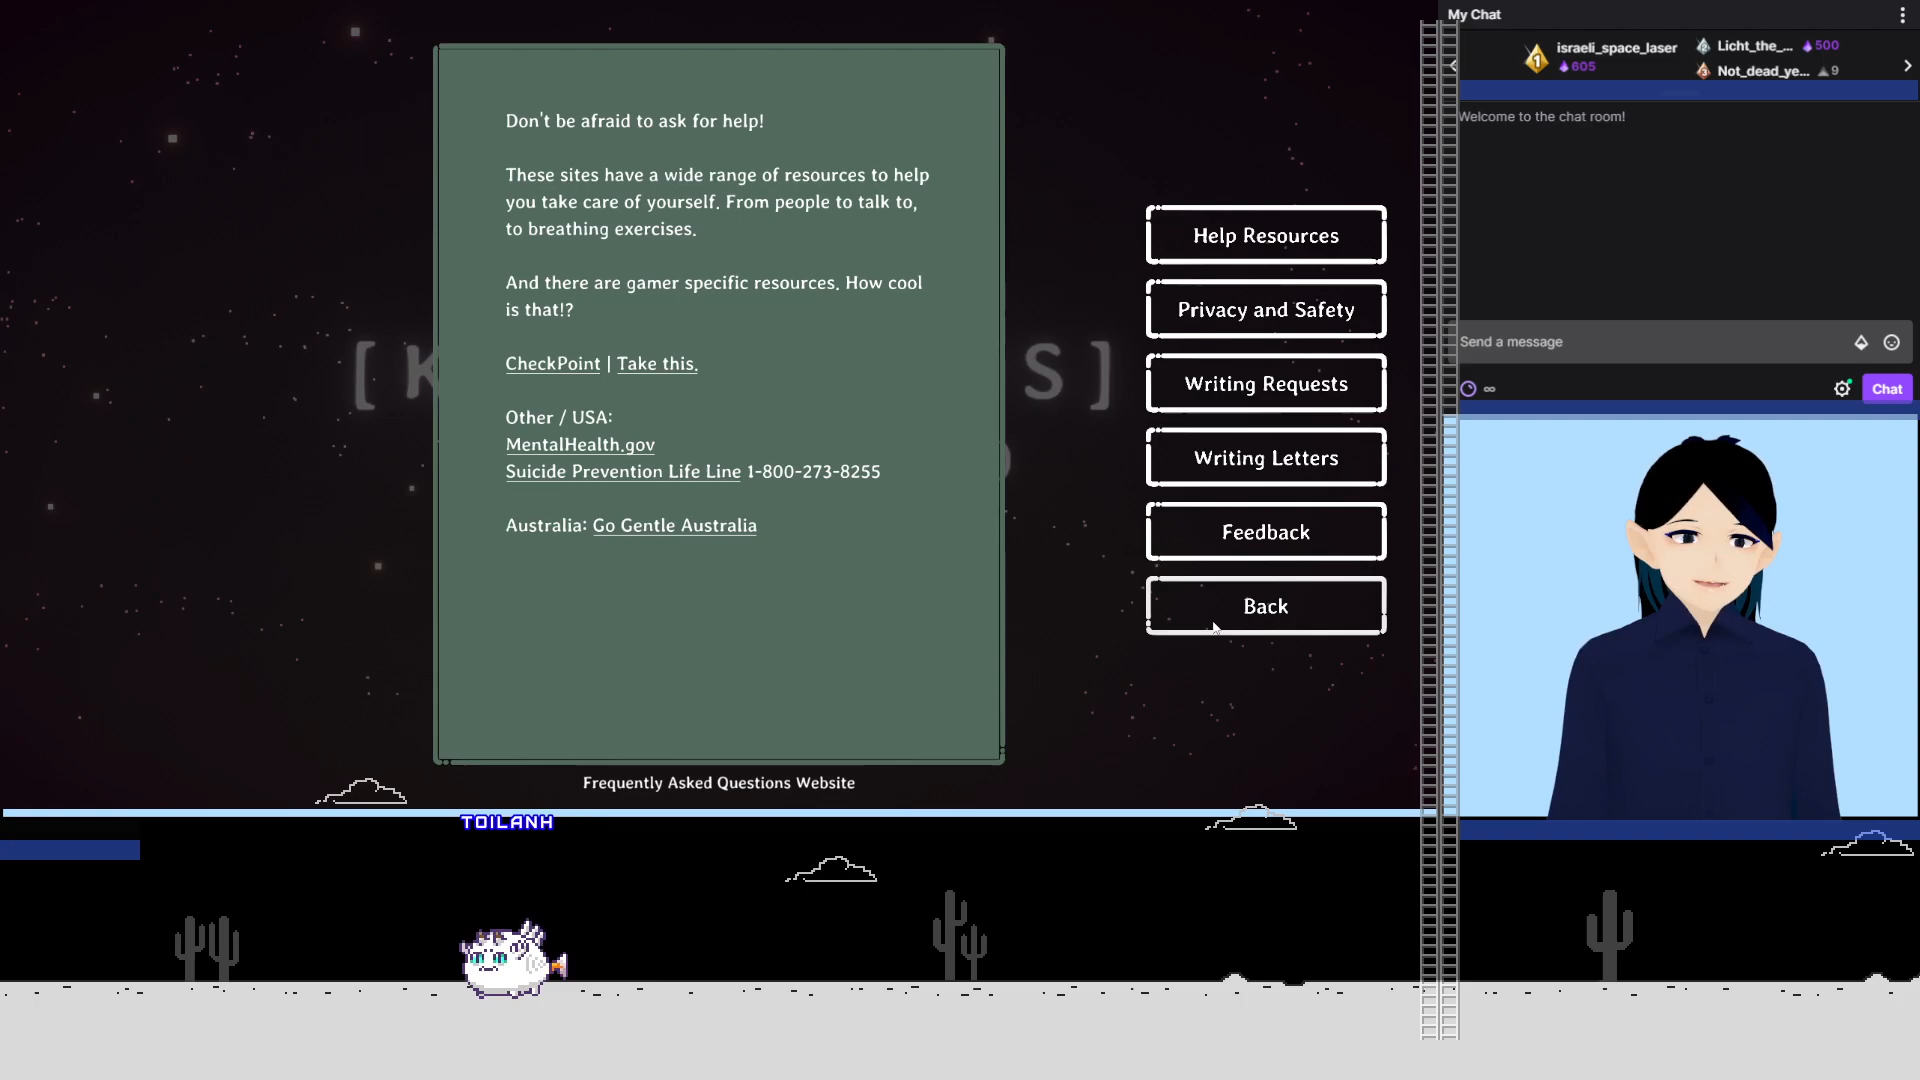 My Chat
israeli_space_laser
605
Licht_the_... 500
Not_dead_ye... 9
Welcome to the chat room!
Send a message
Chat
Don't be afraid to ask for help!
These sites have a wide range of resources to help
you take care of yourself. From people to talk to,
to breathing exercises.
And there are gamer specific resources. How cool
is that!?
CheckPoint | Take this.
Other / USA:
MentalHealth.gov
Suicide Prevention Life Line 1-800-273-8255
Australia: Go Gentle Australia
Frequently Asked Questions Website
Help Resources
Privacy and Safety
Writing Requests
Writing Letters
Feedback
Back
[ K
S ]
TOILANH